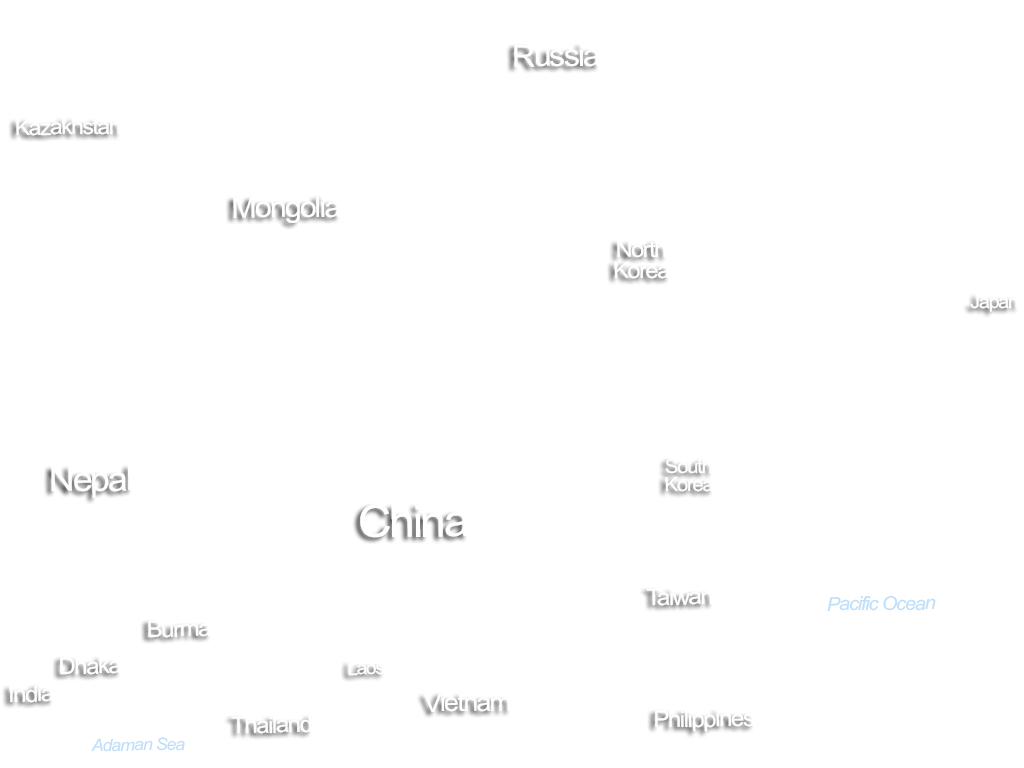 Russia
Kazakhstan
Mongolia
North
Korea
Japan
South
Korea
Nepal
China
Taiwan
Pacific Ocean
Burma
Dhaka
Laos
India
Vietnam
Philippines
Thailand
Adaman Sea